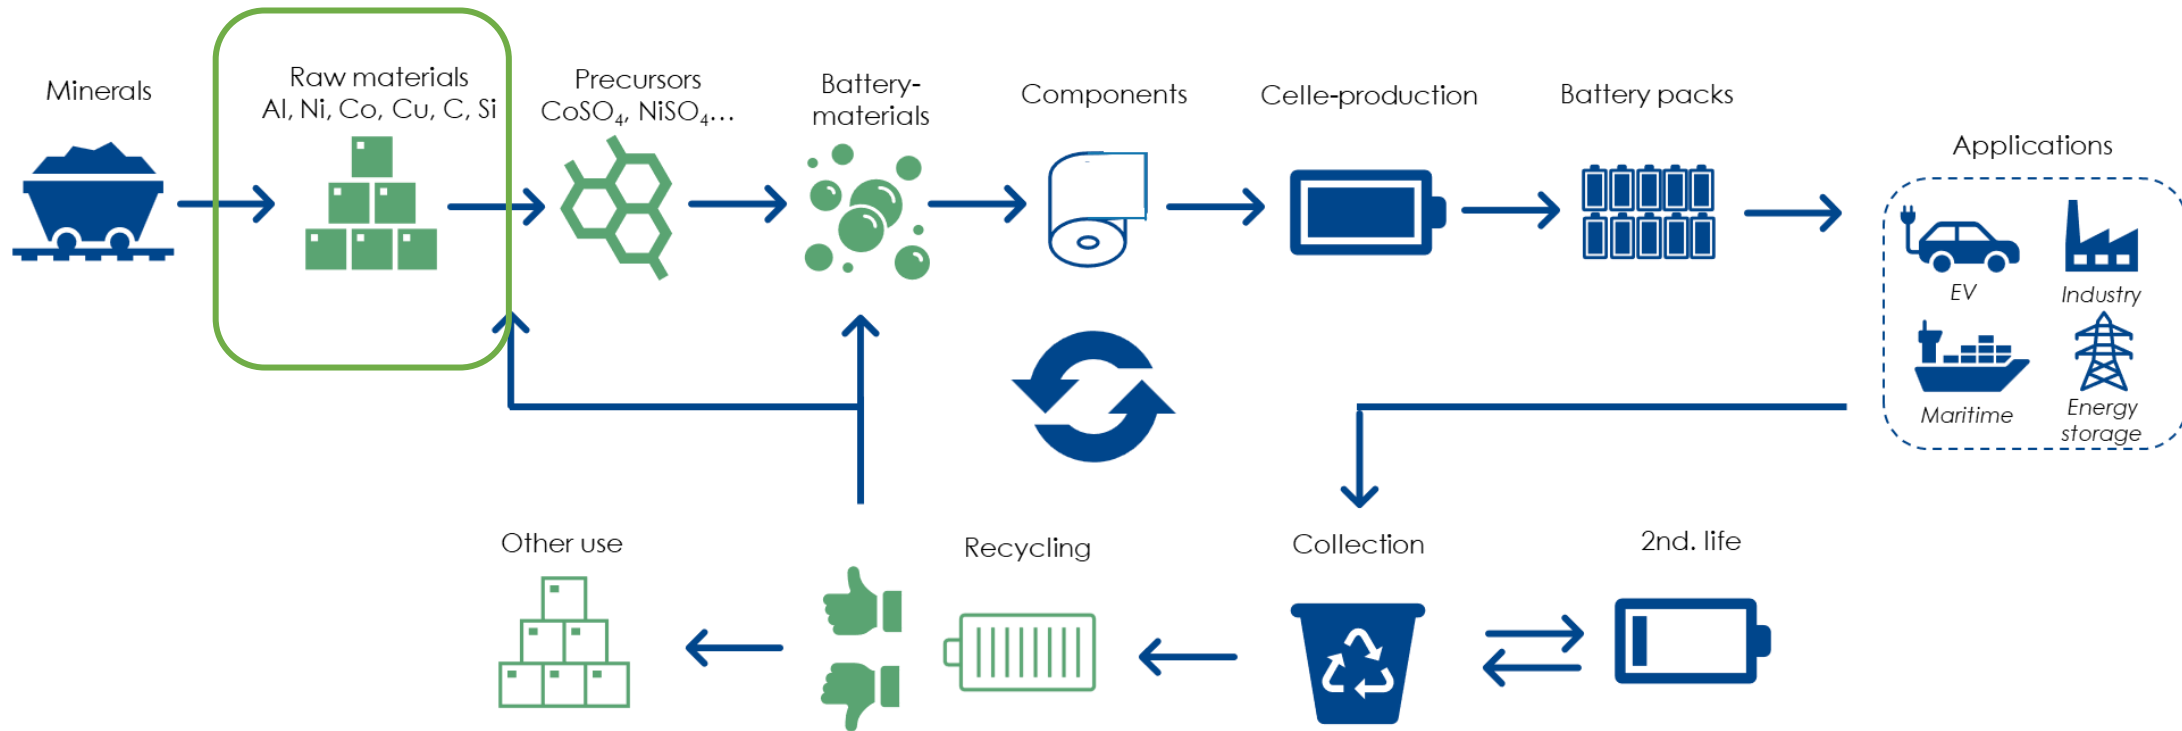 Minerals
Raw materials
Al, Ni, Co, Cu, C, Si
Precursors
CoSO₄, NiSO₄...
Battery-
materials
Components
Celle-production
Battery packs
Applications
EV
Industry
Maritime
Energy
storage
Other use
Recycling
Collection
2nd. life